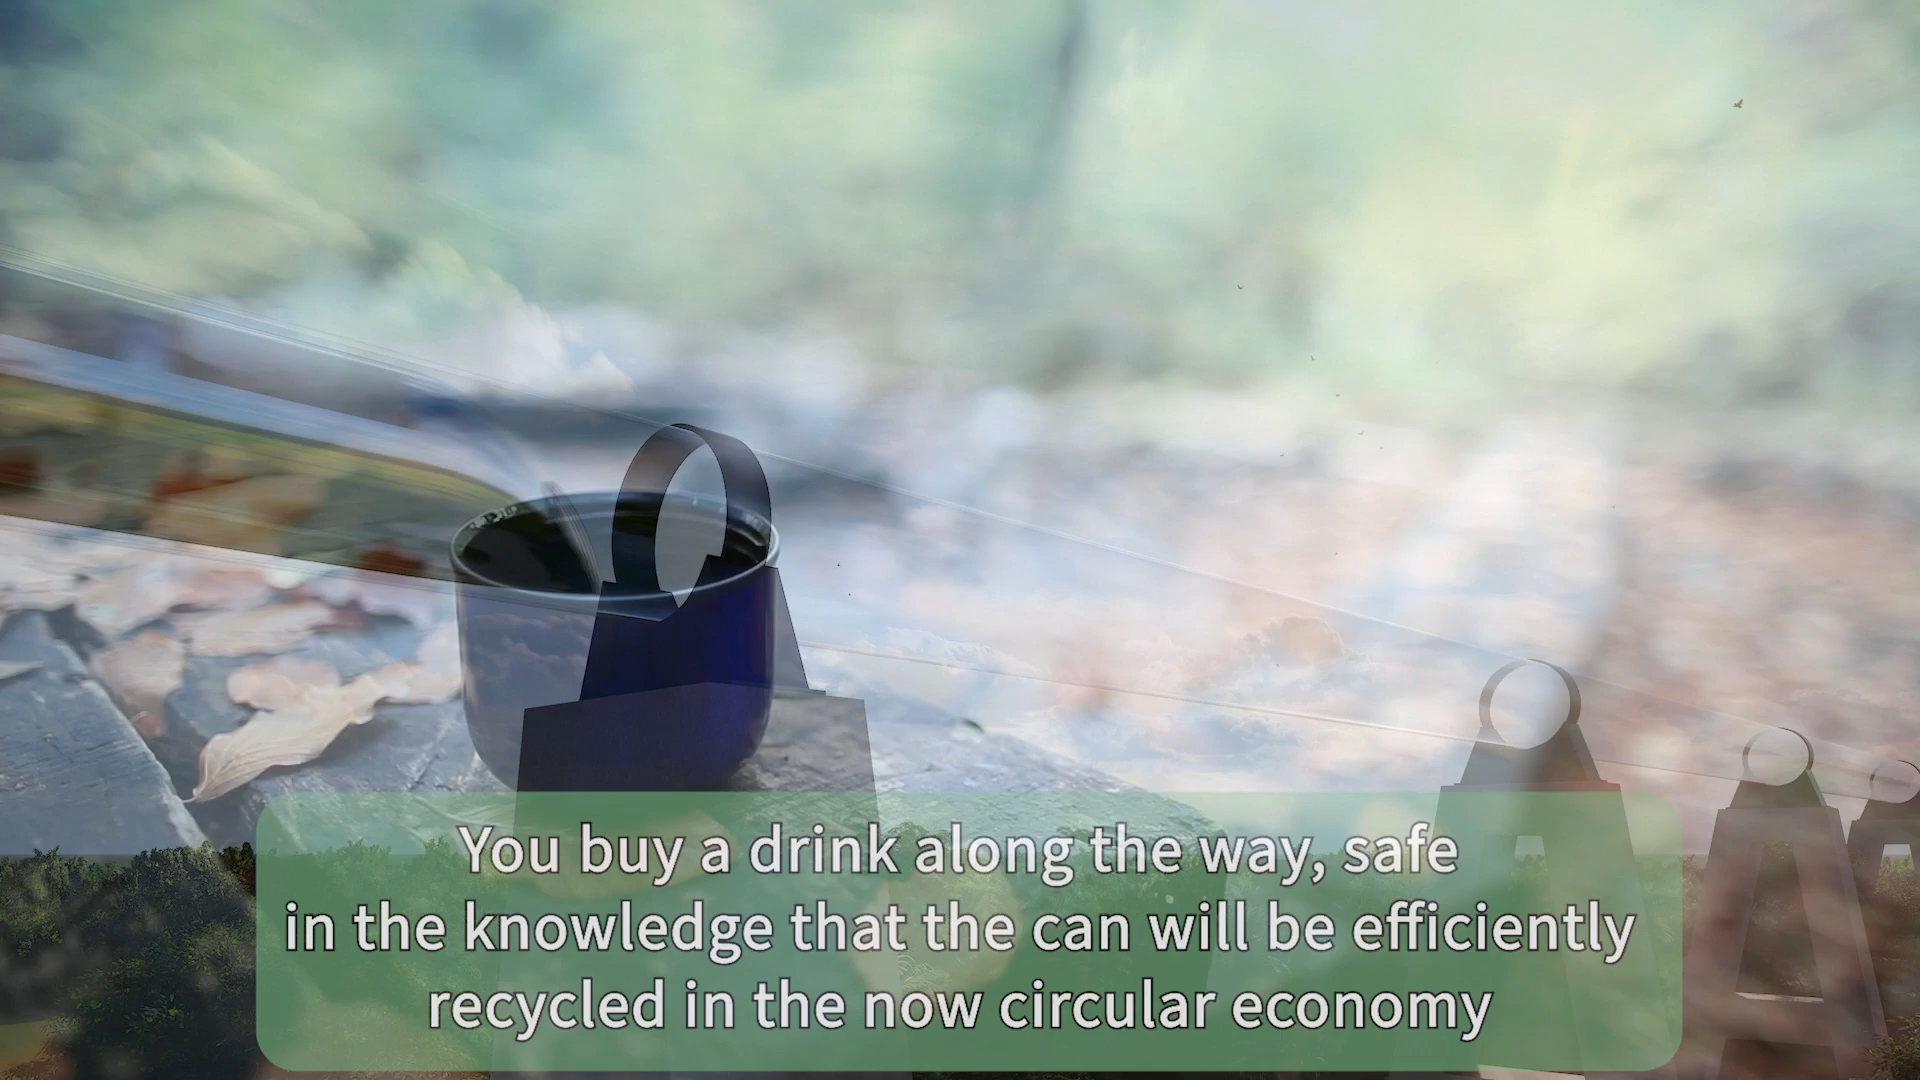 You buy a drink along the way, safe
in the knowledge that the can will be efficiently
recycled in the now circular economy